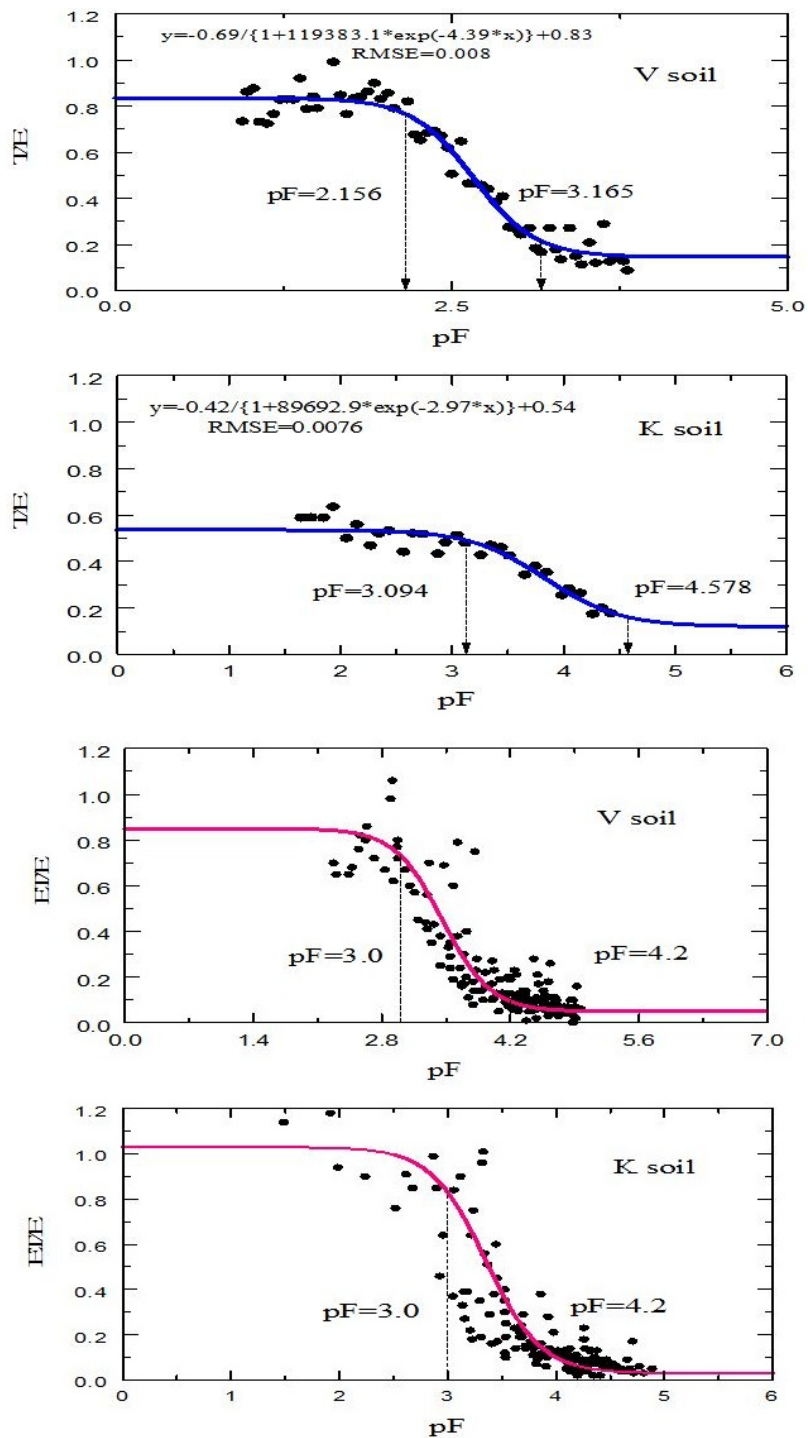 y=-0.69/{1+119383.1*exp(-4.39*x)}+0.83
RMSE=0.008
V soil
1.2
1.0
0.8
0.6
0.4
0.2
0.0
T/E
pF=2.156
pF=3.165
0.0
2.5
5.0
pF
y=-0.42/{1+89692.9*exp(-2.97*x)}+0.54
RMSE=0.0076
K soil
1.2
1.0
0.8
0.6
0.4
0.2
0.0
T/E
pF=3.094
pF=4.578
0
1
2
3
4
5
6
pF
V soil
1.2
1.0
0.8
0.6
0.4
0.2
0.0
EI/E
pF=3.0
pF=4.2
0.0
1.4
2.8
4.2
5.6
7.0
pF
K soil
1.2
1.0
0.8
0.6
0.4
0.2
0.0
EI/E
pF=3.0
pF=4.2
0
1
2
3
4
5
6
pF